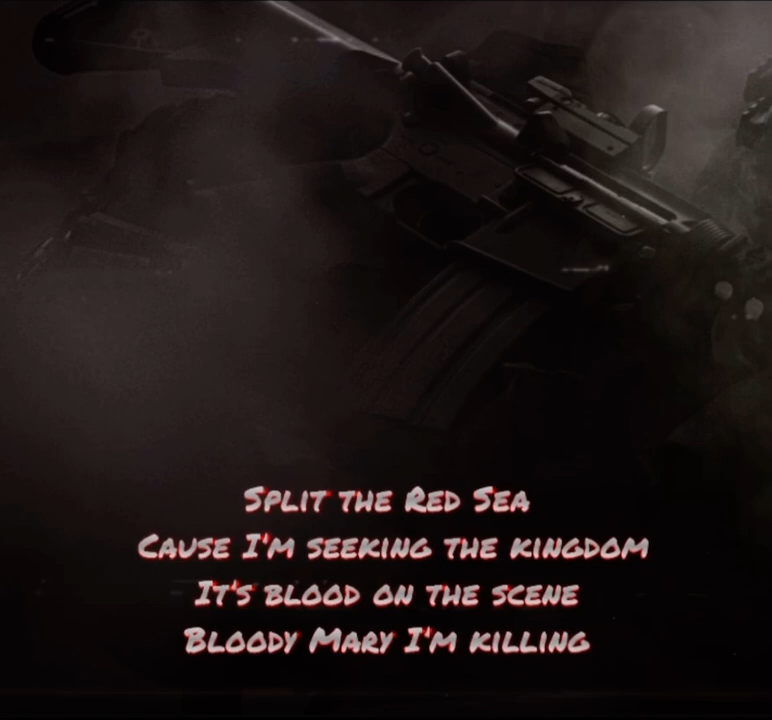 Split the Red Sea
Cause I'm seeking the kingdom
It's blood on the scene
Bloody Mary I'm killing